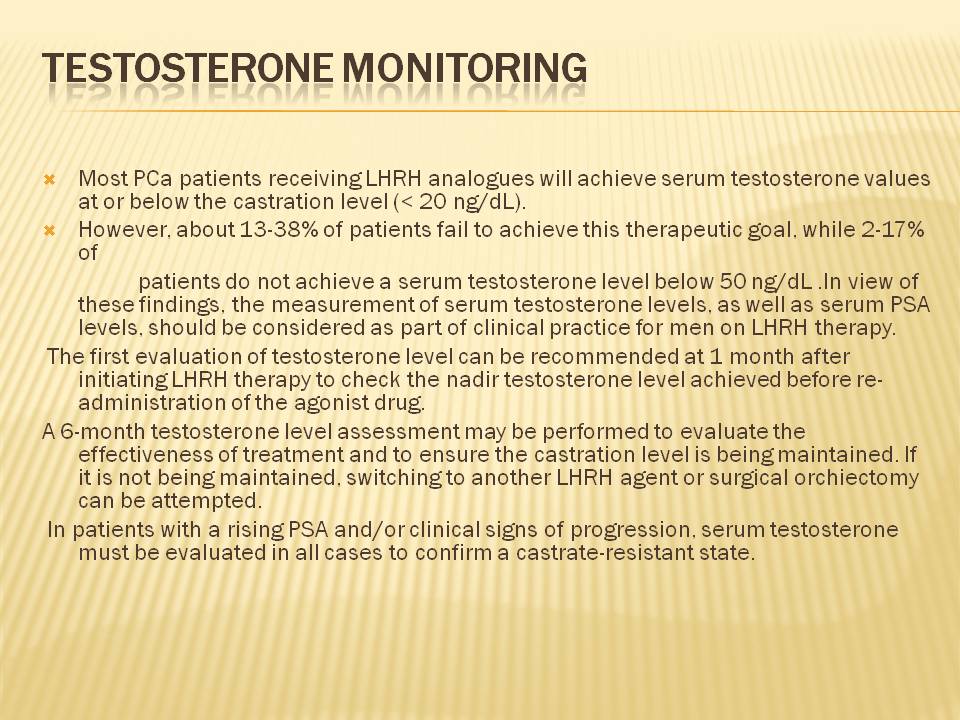 TESTOSTERONE MONITORING
Most PCa patients receiving LHRH analogues will achieve serum testosterone values
at or below the castration level (< 20 ng/dL).
However, about 13-38% of patients fail to achieve this therapeutic goal, while 2-17%
of
patients do not achieve a serum testosterone level below 50 ng/dL .In view of
these findings, the measurement of serum testosterone levels, as well as serum PSA
levels, should be considered as part of clinical practice for men on LHRH therapy.
The first evaluation of testosterone level can be recommended at 1 month after
initiating LHRH therapy to check the nadir testosterone level achieved before re-
administration of the agonist drug.
A 6-month testosterone level assessment may be performed to evaluate the
effectiveness of treatment and to ensure the castration level is being maintained. If
it is not being maintained, switching to another LHRH agent or surgical orchiectomy
can be attempted.
In patients with a rising PSA and/or clinical signs of progression, serum testosterone
must be evaluated in all cases to confirm a castrate-resistant state.